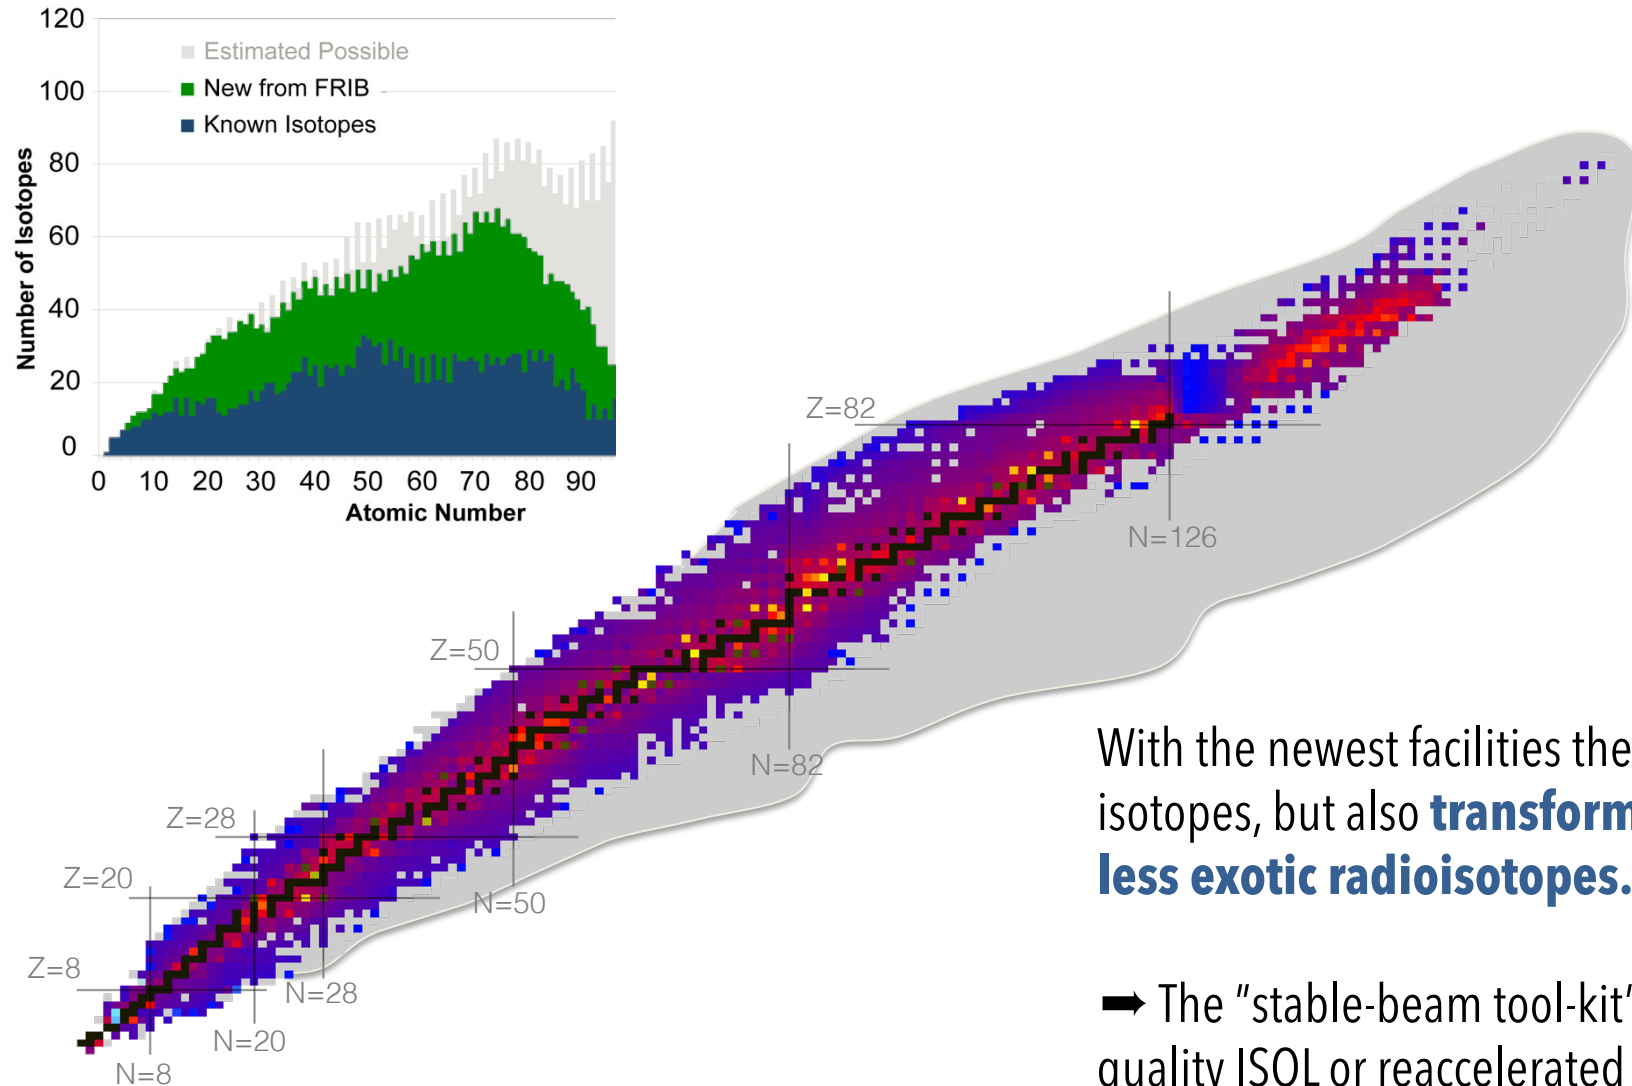 120
Estimated Possible
100
New from FRIB
Known Isotopes
80
60
40
20
0
Number of Isotopes
0 10 20 30 40 50 60 70 80 90
Atomic Number
Z=82
N=126
Z=50
N=82
Z=28
Z=20
N=50
Z=8
N=28
N=20
N=8
With the newest facilities the
isotopes, but also transform
less exotic radioisotopes.
➡ The "stable-beam tool-kit"
quality ISOL or reaccelerated